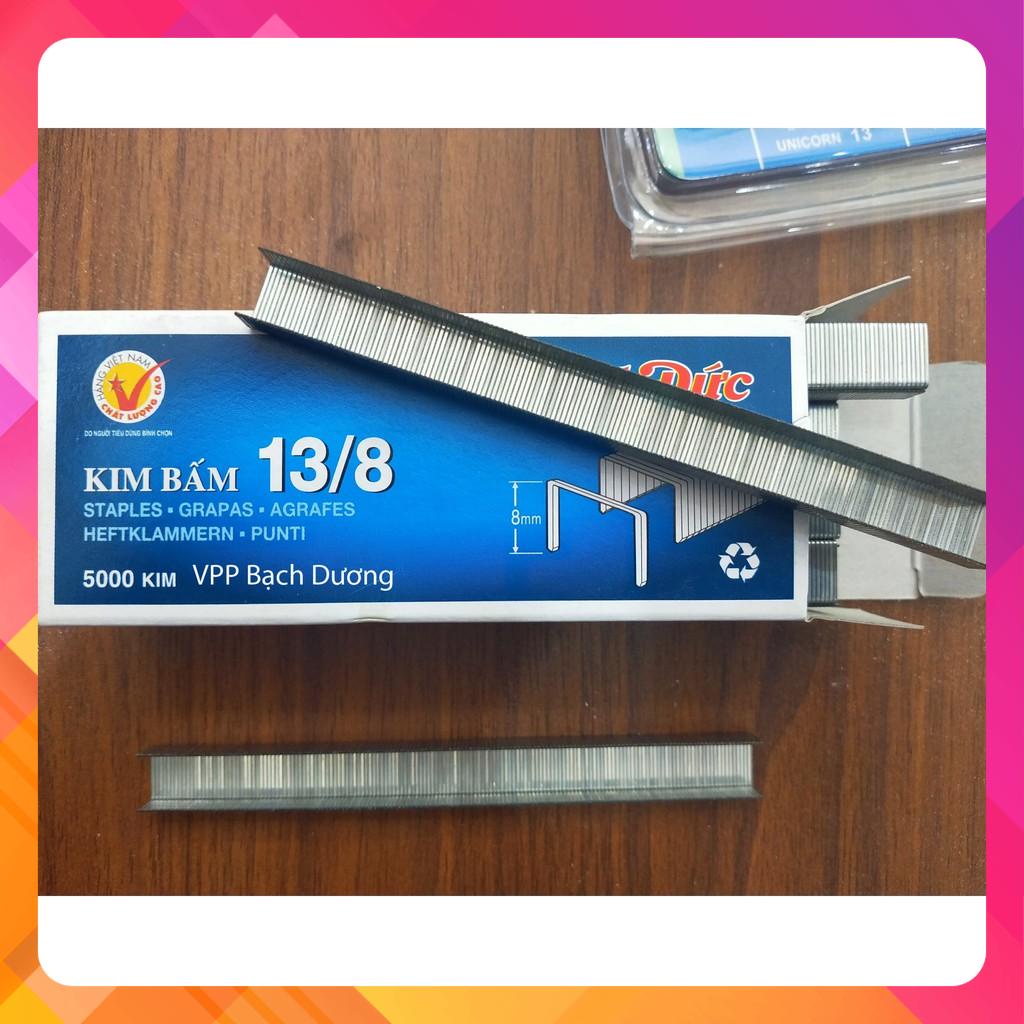 UNICORN 13
Đức
HÀNG VIỆT NAM
CHẤT LƯỢNG CAO
DO NGƯỜI TIÊU DÙNG BÌNH CHỌN
KIM BẤM 13/8
STAPLES ▪ GRAPAS ▪ AGRAFES
HEFTKLAMMERN ▪ PUNTI
8mm
5000 KIM VPP Bạch Dương